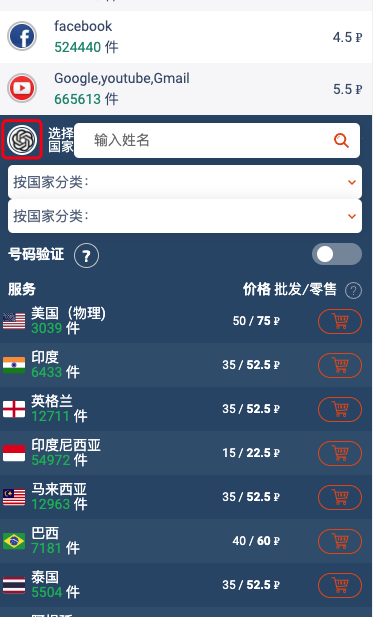 facebook
524440 件
4.5 ₽
Google,youtube,Gmail
665613 件
5.5 ₽
选择
国家
输入姓名
按国家分类：
按国家分类：
号码验证 ?
服务 价格 批发/零售 ?
美国（物理)
3039 件
50 / 75 ₽
印度
6433 件
35 / 52.5 ₽
英格兰
12711 件
35 / 52.5 ₽
印度尼西亚
54972 件
15 / 22.5 ₽
马来西亚
12963 件
35 / 52.5 ₽
巴西
7181 件
40 / 60 ₽
泰国
5504 件
35 / 52.5 ₽